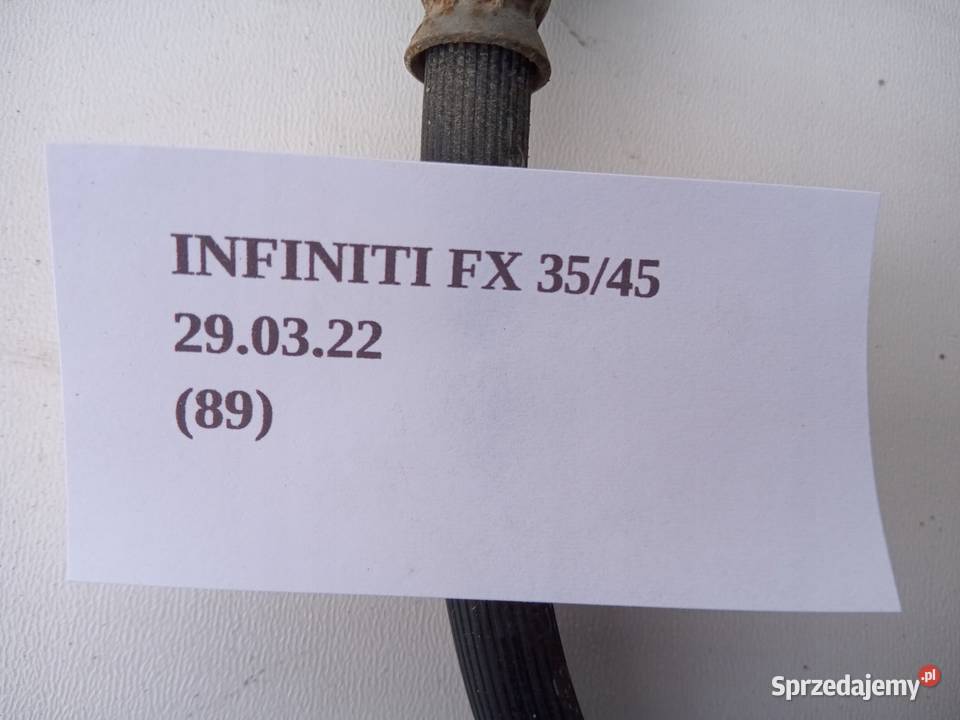 INFINITI FX 35/45
29.03.22
(89)
Sprzedajemy.pl